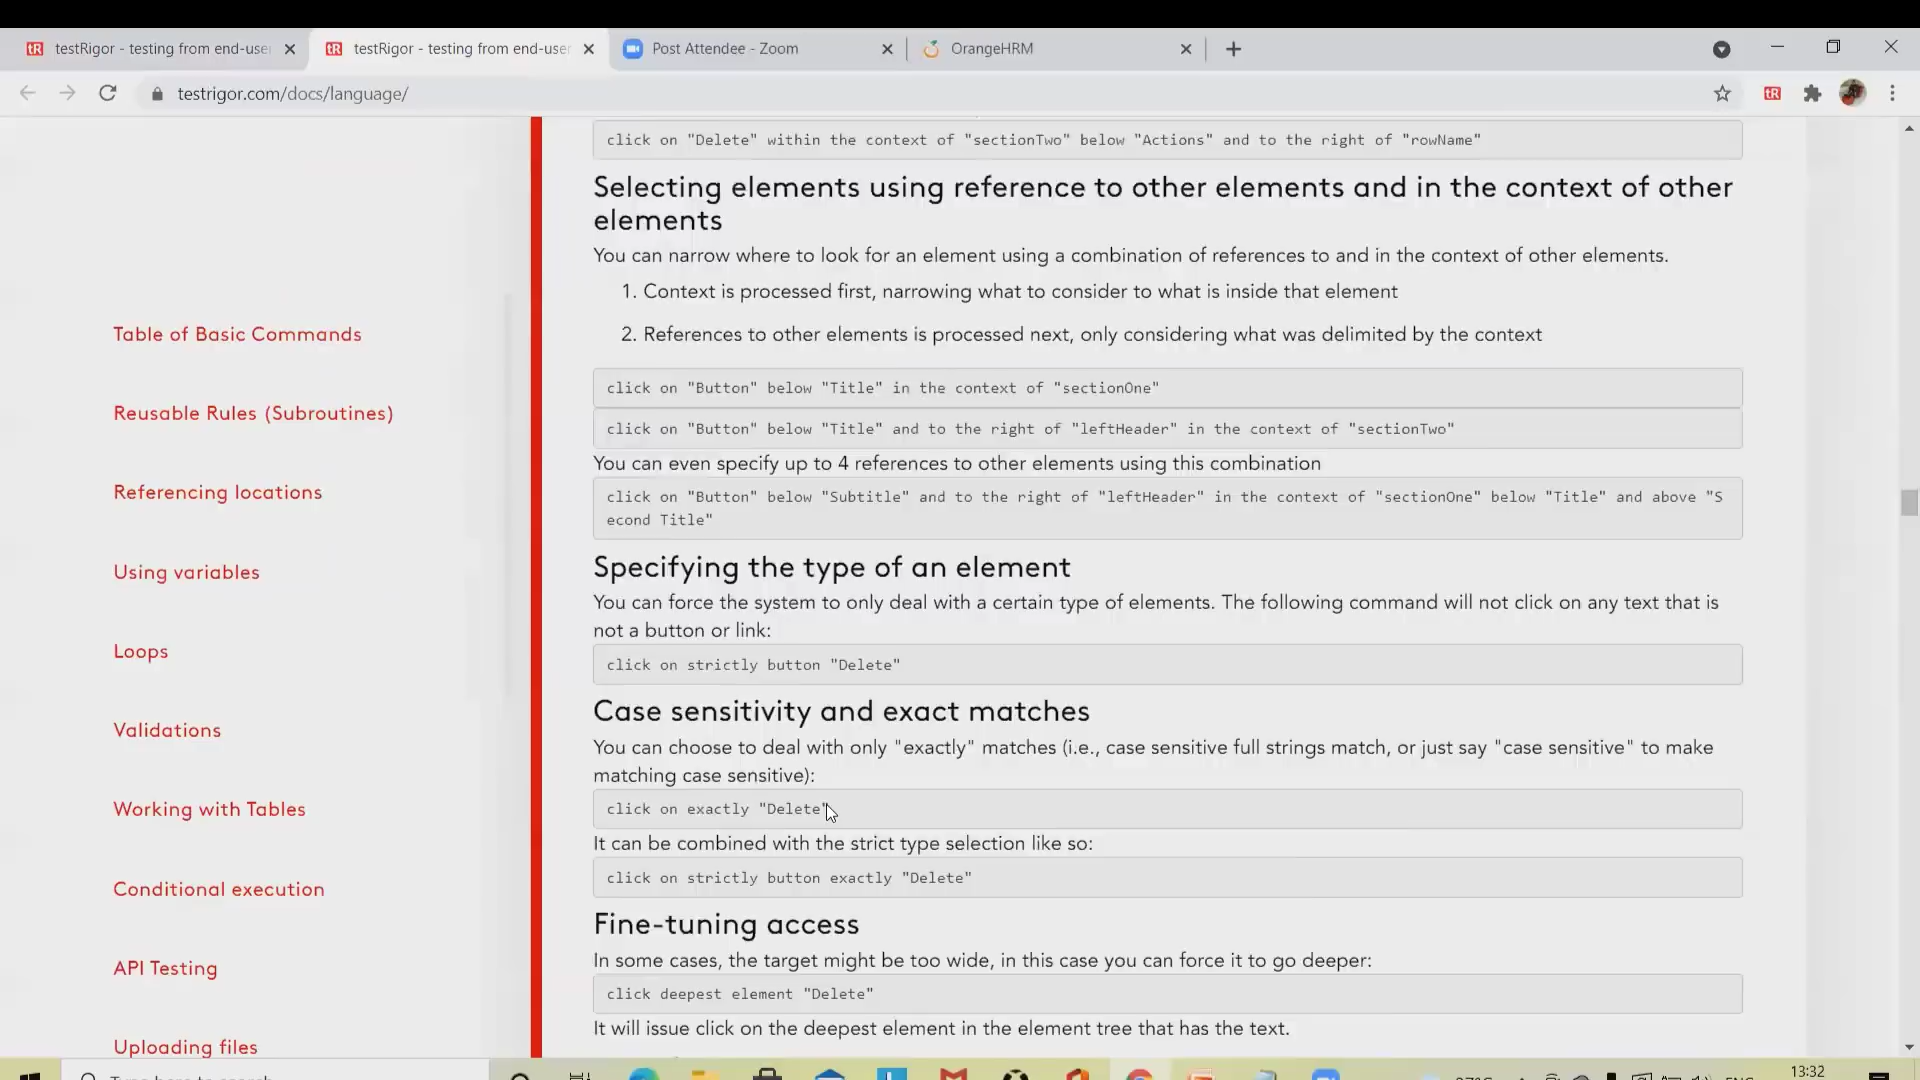 testRigor - testing from end-use
testRigor - testing from end-user
Post Attendee - Zoom
OrangeHRM
testrigor.com/docs/language/
click on "Delete" within the context of "sectionTwo" below "Actions" and to the right of "rowName"
Selecting elements using reference to other elements and in the context of other
elements
You can narrow where to look for an element using a combination of references to and in the context of other elements.
1. Context is processed first, narrowing what to consider to what is inside that element
2. References to other elements is processed next, only considering what was delimited by the context
click on "Button" below "Title" in the context of "sectionOne"
click on "Button" below "Title" and to the right of "leftHeader" in the context of "sectionTwo"
You can even specify up to 4 references to other elements using this combination
click on "Button" below "Subtitle" and to the right of "leftHeader" in the context of "sectionOne" below "Title" and above "S
econd Title"
Specifying the type of an element
You can force the system to only deal with a certain type of elements. The following command will not click on any text that is
not a button or link:
click on strictly button "Delete"
Case sensitivity and exact matches
You can choose to deal with only "exactly" matches (i.e., case sensitive full strings match, or just say "case sensitive" to make
matching case sensitive):
click on exactly "Delete"
It can be combined with the strict type selection like so:
click on strictly button exactly "Delete"
Fine-tuning access
In some cases, the target might be too wide, in this case you can force it to go deeper:
click deepest element "Delete"
It will issue click on the deepest element in the element tree that has the text.
Table of Basic Commands
Reusable Rules (Subroutines)
Referencing locations
Using variables
Loops
Validations
Working with Tables
Conditional execution
API Testing
Uploading files
Type here to search
13:32